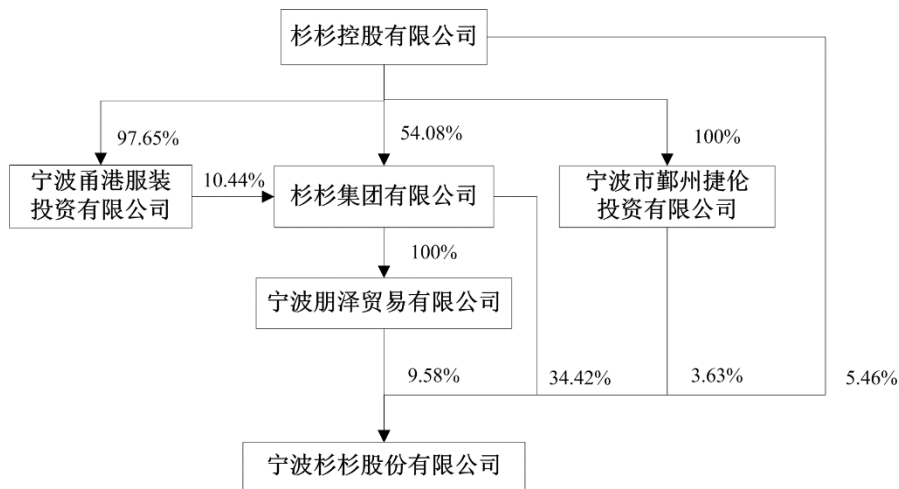 杉杉控股有限公司
97.65%
54.08%
100%
宁波甬港服装
投资有限公司
10.44%
杉杉集团有限公司
宁波市鄞州捷伦
投资有限公司
100%
宁波朋泽贸易有限公司
9.58%
34.42%
3.63%
5.46%
宁波杉杉股份有限公司